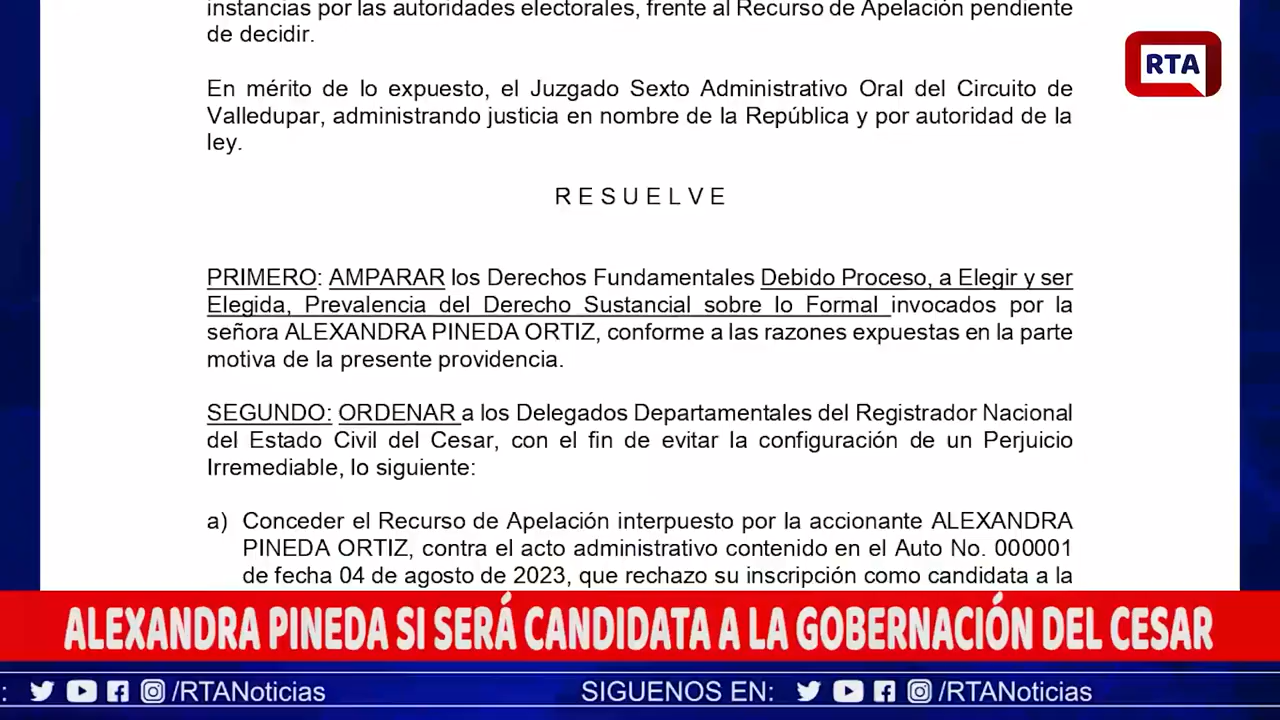 instancias por las autoridades electorales, frente al Recurso de Apelación pendiente
de decidir.
RTA
En mérito de lo expuesto, el Juzgado Sexto Administrativo Oral del Circuito de
Valledupar, administrando justicia en nombre de la República y por autoridad de la
ley.
R E S U E L V E
PRIMERO: AMPARAR los Derechos Fundamentales Debido Proceso, a Elegir y ser
Elegida, Prevalencia del Derecho Sustancial sobre lo Formal invocados por la
señora ALEXANDRA PINEDA ORTIZ, conforme a las razones expuestas en la parte
motiva de la presente providencia.
SEGUNDO: ORDENAR a los Delegados Departamentales del Registrador Nacional
del Estado Civil del Cesar, con el fin de evitar la configuración de un Perjuicio
Irremediable, lo siguiente:
a) Conceder el Recurso de Apelación interpuesto por la accionante ALEXANDRA
PINEDA ORTIZ, contra el acto administrativo contenido en el Auto No. 000001
de fecha 04 de agosto de 2023, que rechazo su inscripción como candidata a la
ALEXANDRA PINEDA SI SERÁ CANDIDATA A LA GOBERNACIÓN DEL CESAR
: /RTANoticias SIGUENOS EN: /RTANoticias